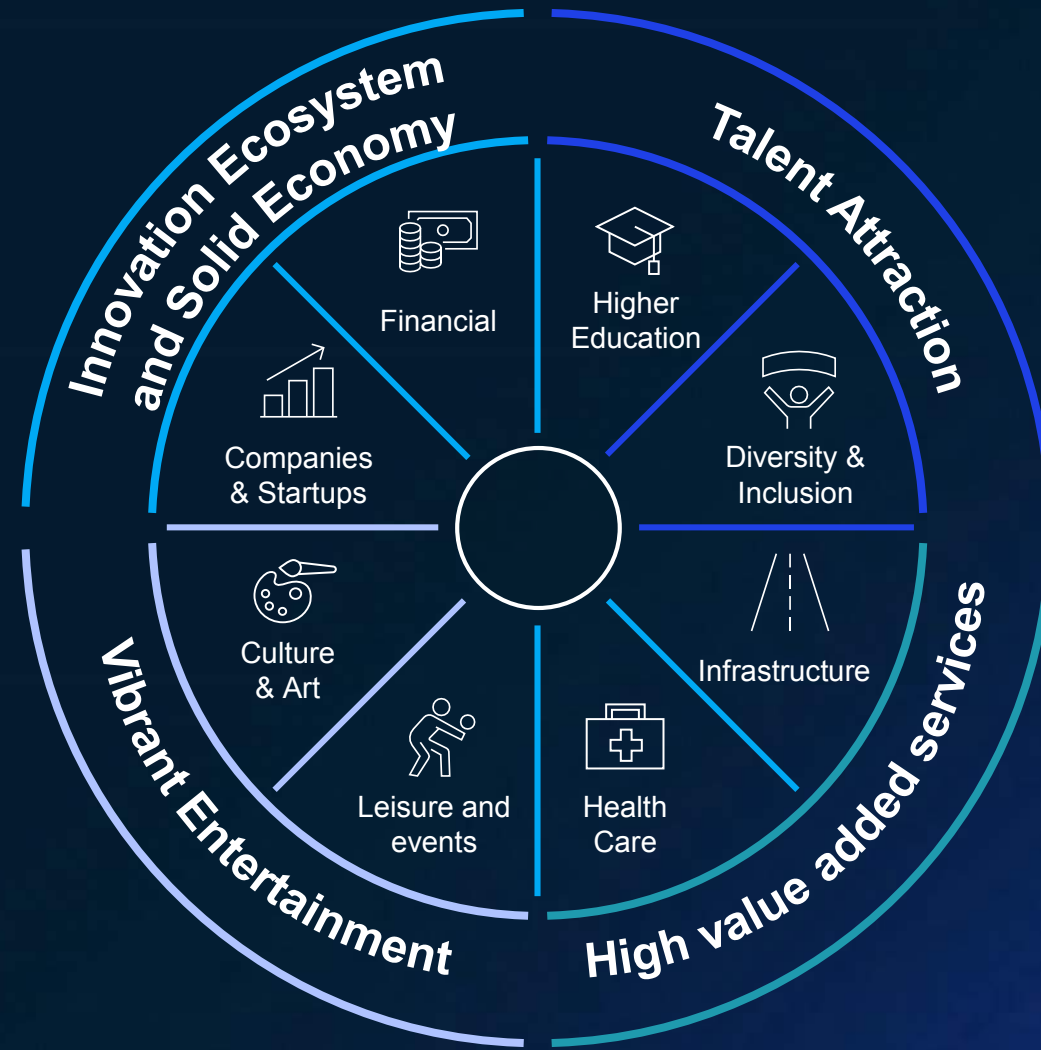 Innovation Ecosystem
and Solid Economy
Talent Attraction
Financial
Higher
Education
Companies
& Startups
Diversity &
Inclusion
Culture
& Art
Infrastructure
Leisure and
events
Health
Care
Vibrant Entertainment
High value added services